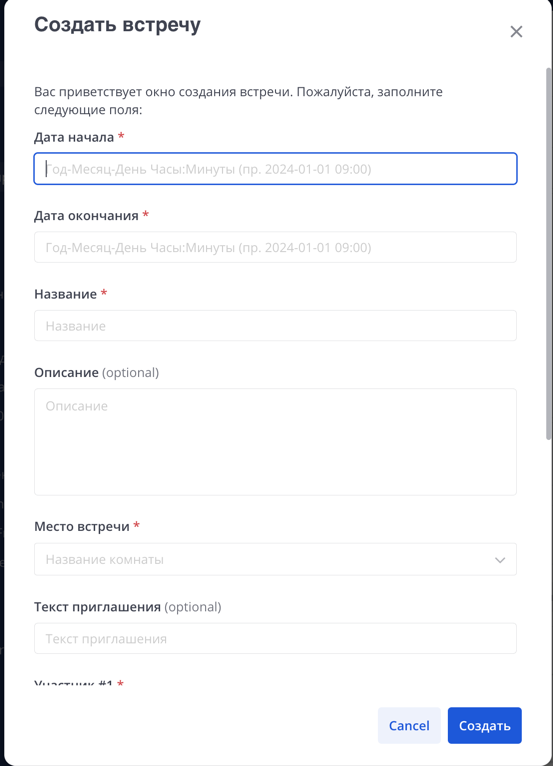 Создать встречу
Вас приветствует окно создания встречи. Пожалуйста, заполните
следующие поля:
Дата начала *
Год-Месяц-День Часы:Минуты (пр. 2024-01-01 09:00)
Дата окончания *
Год-Месяц-День Часы:Минуты (пр. 2024-01-01 09:00)
Название *
Название
Описание (optional)
Описание
Место встречи *
Название комнаты
Текст приглашения (optional)
Текст приглашения
Участник #1 *
Cancel
Создать